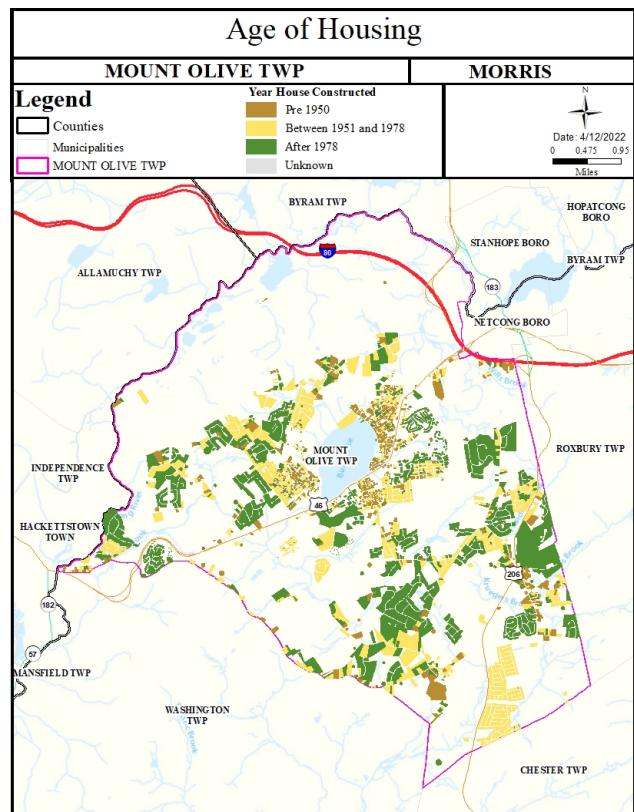 Age of Housing
MOUNT OLIVE TWP
MORRIS
Legend
Counties
Municipalities
MOUNT OLIVE TWP
Year House Constructed
Pre 1950
Between 1951 and 1978
After 1978
Unknown
N
Date: 4/12/2022
0 0.475 0.95
Miles
BYRAM TWP
HOPATCONG
BORO
STANHOPE BORO
BYRAM TWP
80
ALLAMUCHY TWP
183
NETCONG BORO
MOUNT
OLIVE TWP
ROXBURY TWP
INDEPENDENCE
TWP
46
HACKETTSTOWN
TOWN
206
182
57
MANSFIELD TWP
WASHINGTON
TWP
Brook
CHESTER TWP